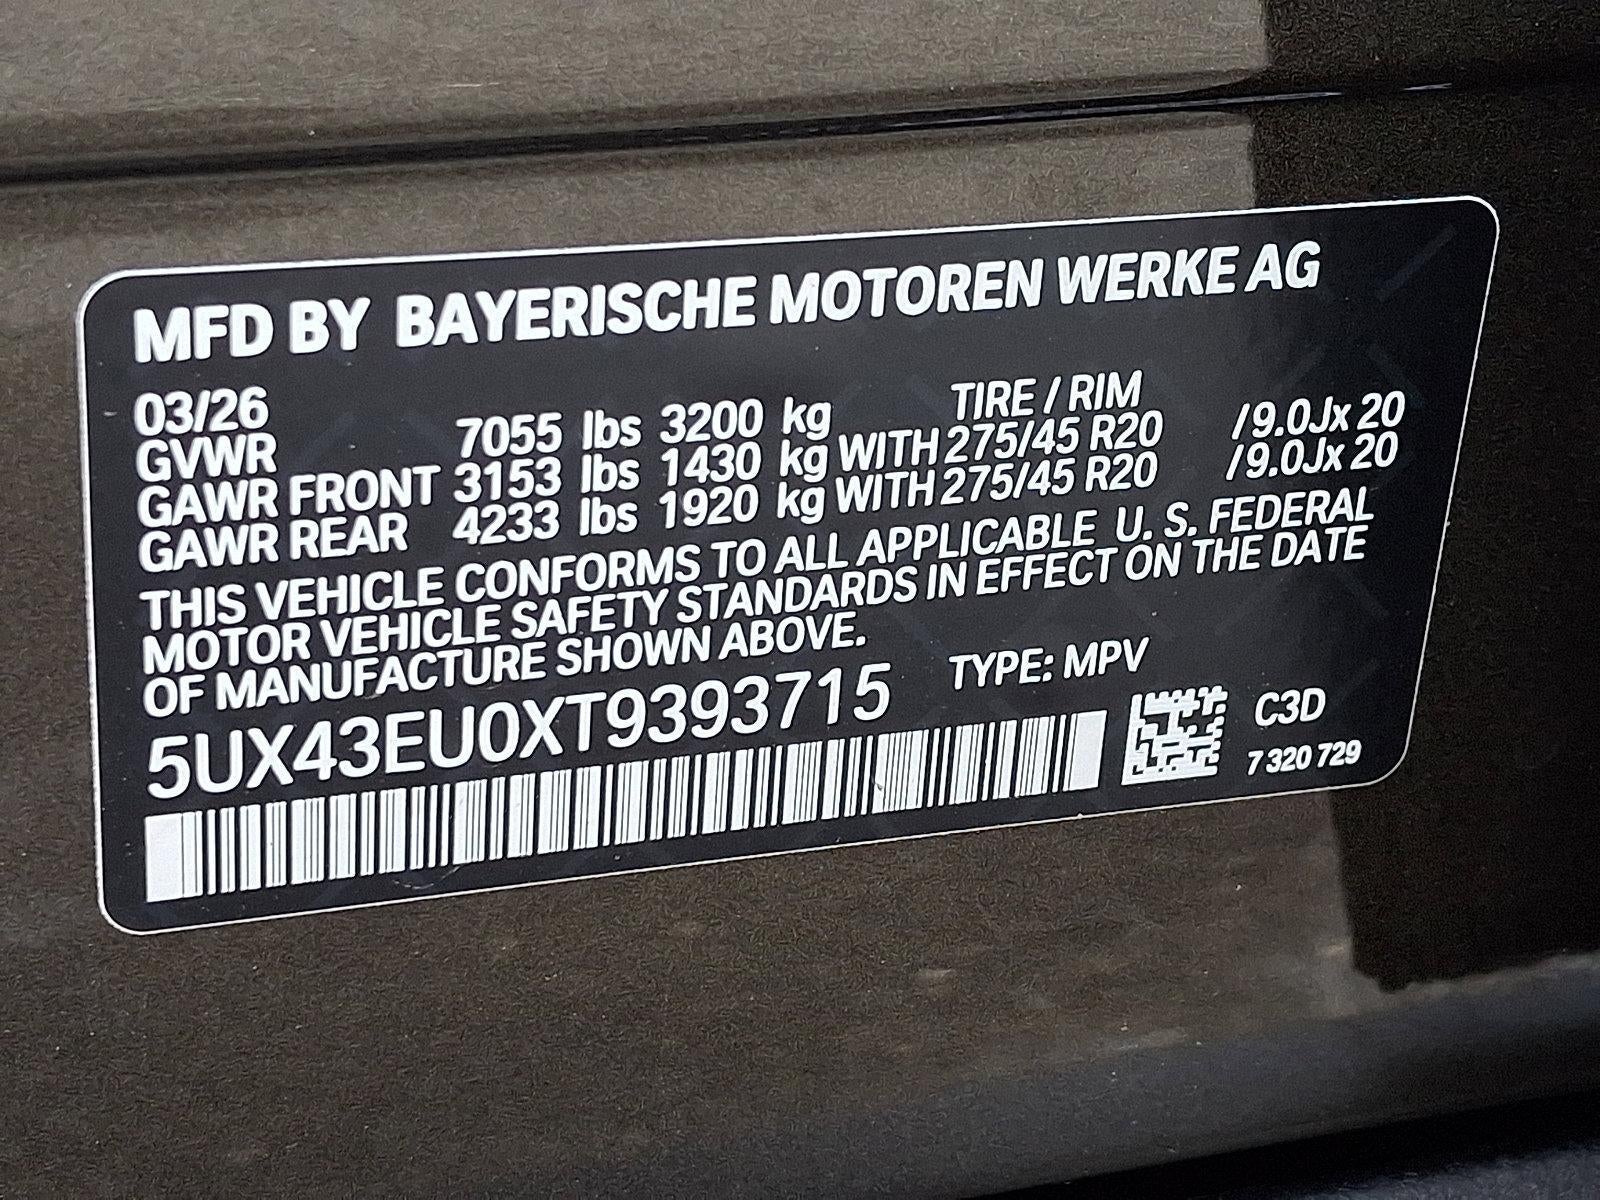 MFD BY BAYERISCHE MOTOREN WERKE AG
03/26 TIRE / RIM
GVWR 7055 lbs 3200 kg
GAWR FRONT 3153 lbs 1430 kg WITH 275/45 R20 /9.0Jx 20
GAWR REAR 4233 lbs 1920 kg WITH 275/45 R20 /9.0Jx 20
THIS VEHICLE CONFORMS TO ALL APPLICABLE U. S. FEDERAL
MOTOR VEHICLE SAFETY STANDARDS IN EFFECT ON THE DATE
OF MANUFACTURE SHOWN ABOVE.
5UX43EU0XT9393715 TYPE: MPV
C3D
7 320 729